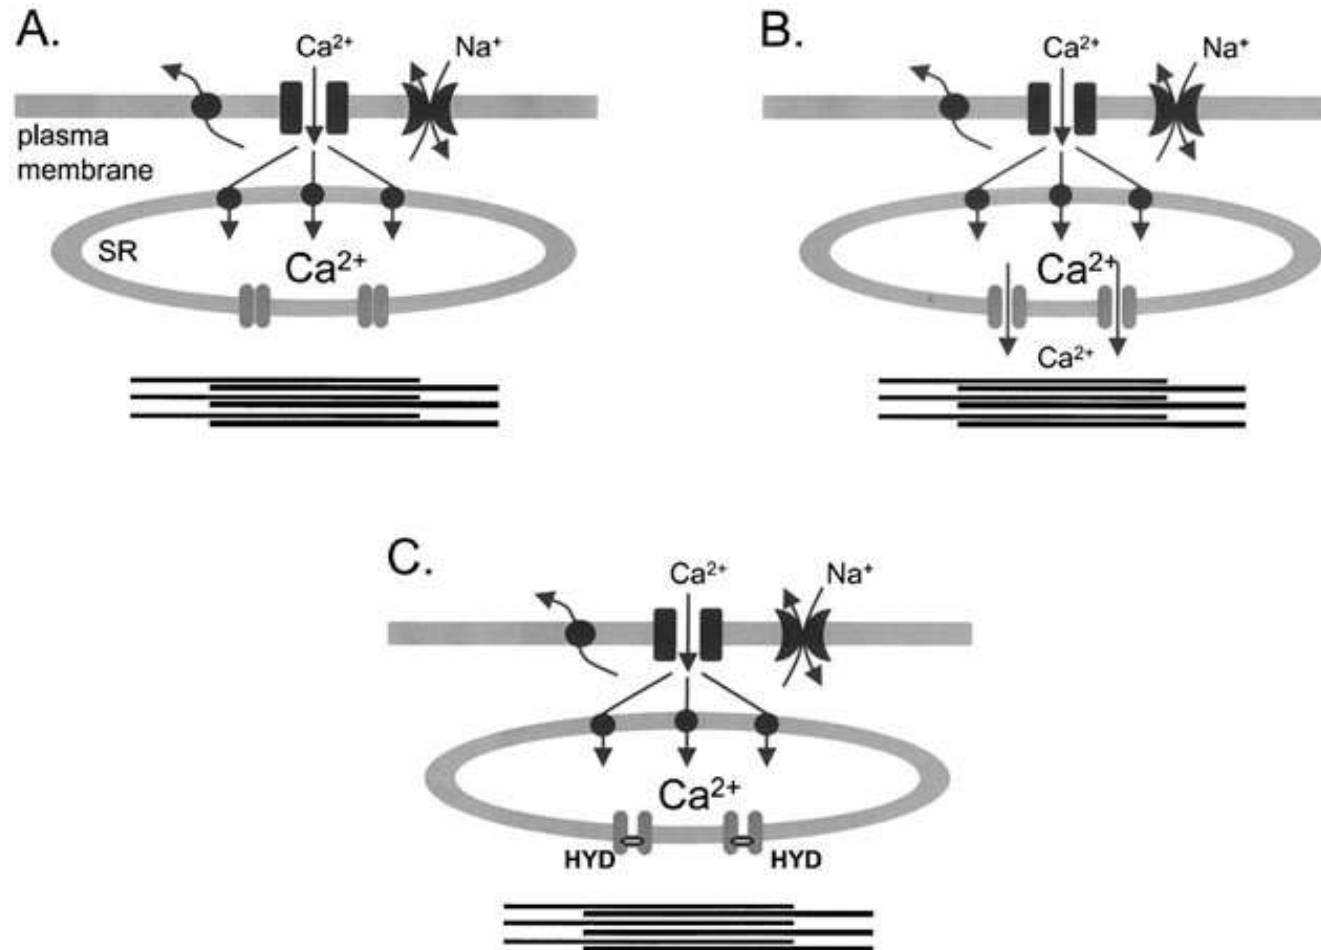 A.
Ca²⁺
Na⁺
plasma
membrane
SR
Ca²⁺
B.
Ca²⁺
Na⁺
Ca²⁺
Ca²⁺
C.
Ca²⁺
Na⁺
Ca²⁺
HYD
HYD